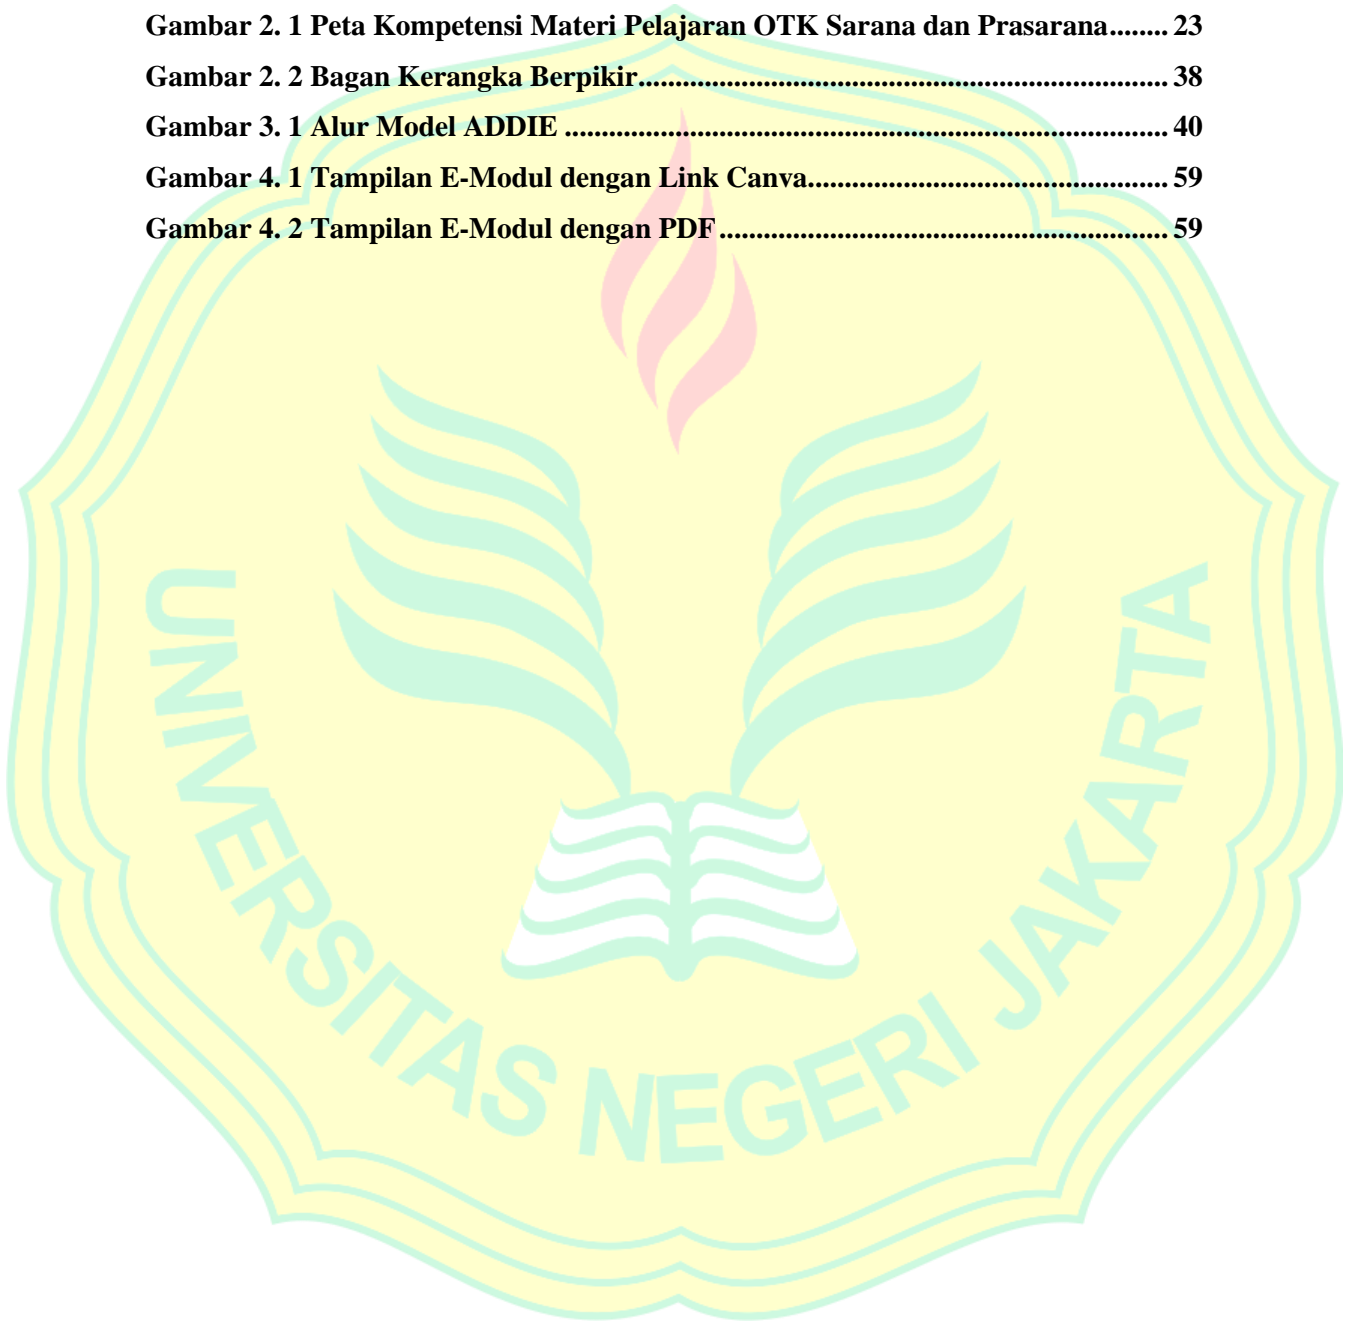 Gambar 2. 1 Peta Kompetensi Materi Pelajaran OTK Sarana dan Prasarana........ 23
Gambar 2. 2 Bagan Kerangka Berpikir....................................................................... 38
Gambar 3. 1 Alur Model ADDIE ................................................................................. 40
Gambar 4. 1 Tampilan E-Modul dengan Link Canva................................................ 59
Gambar 4. 2 Tampilan E-Modul dengan PDF ............................................................ 59
UNIVERSITAS NEGERI JAKARTA